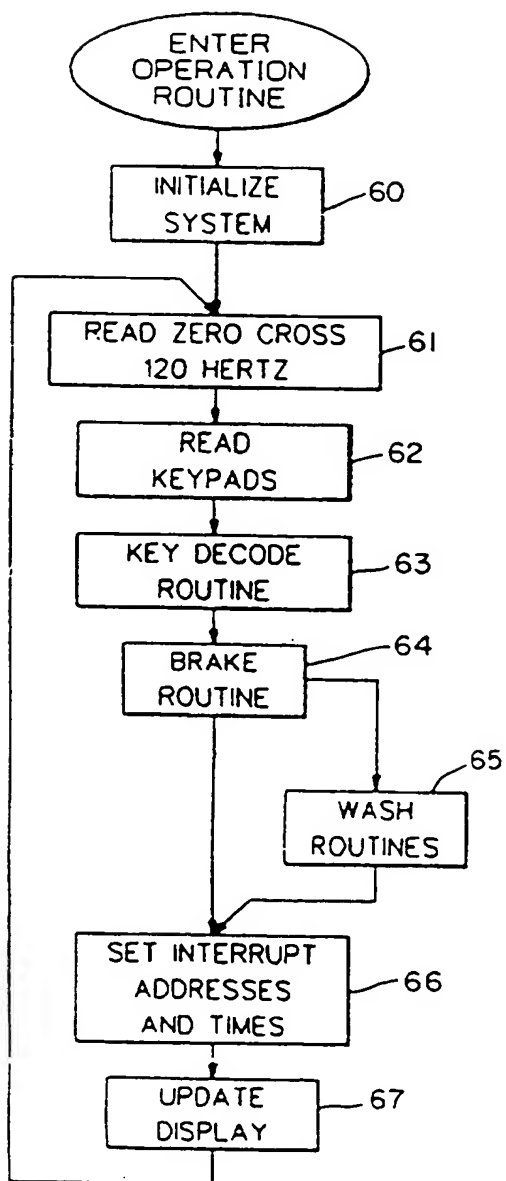 ENTER
OPERATION
ROUTINE
INITIALIZE
SYSTEM
60
READ ZERO CROSS
120 HERTZ
61
READ
KEYPADS
62
KEY DECODE
ROUTINE
63
BRAKE
ROUTINE
64
WASH
ROUTINES
65
SET INTERRUPT
ADDRESSES
AND TIMES
66
UPDATE
DISPLAY
67